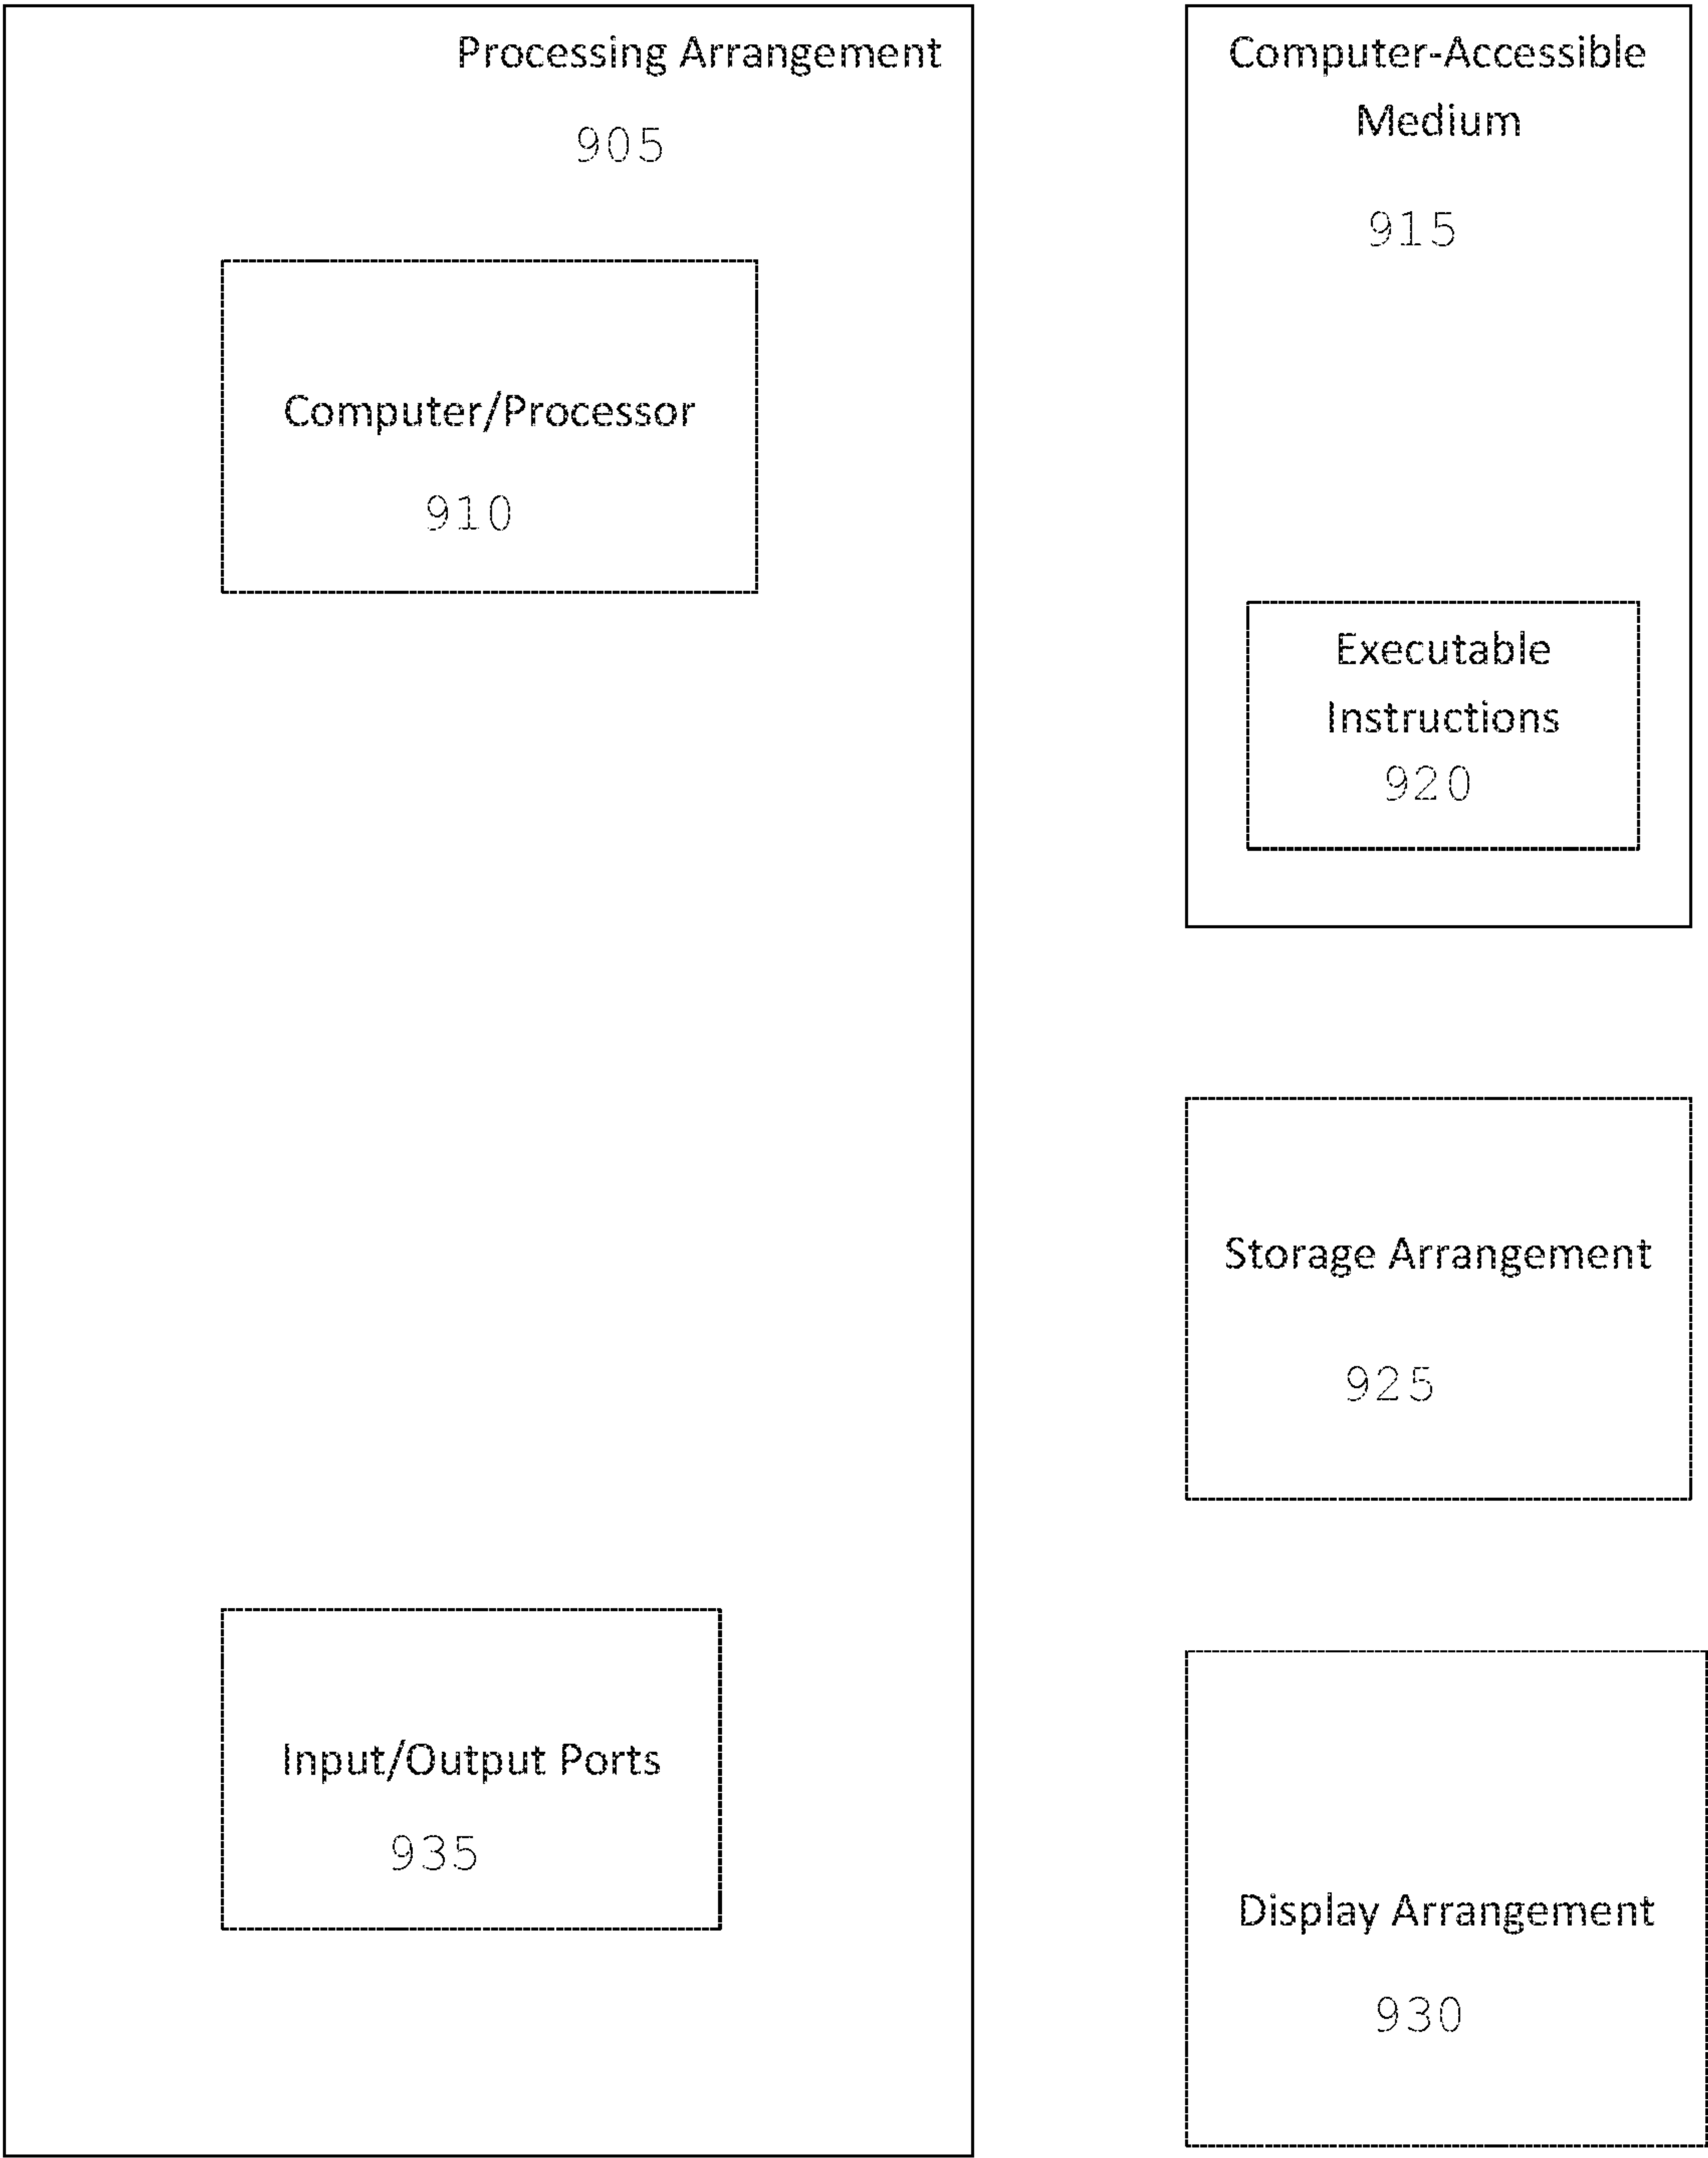 Processing Arrangement
905
Computer/Processor
910
Input/Output Ports
935
Computer-Accessible
Medium
915
Executable
Instructions
920
Storage Arrangement
925
Display Arrangement
930